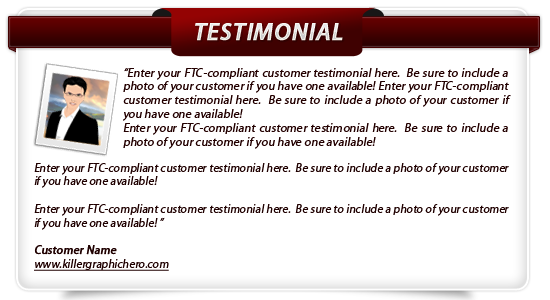 TESTIMONIAL
“Enter your FTC-compliant customer testimonial here. Be sure to include a
photo of your customer if you have one available! Enter your FTC-compliant
customer testimonial here. Be sure to include a photo of your customer if
you have one available!
Enter your FTC-compliant customer testimonial here. Be sure to include a
photo of your customer if you have one available!
Enter your FTC-compliant customer testimonial here. Be sure to include a photo of your customer
if you have one available!
Enter your FTC-compliant customer testimonial here. Be sure to include a photo of your customer
if you have one available! ”
Customer Name
www.killergraphichero.com